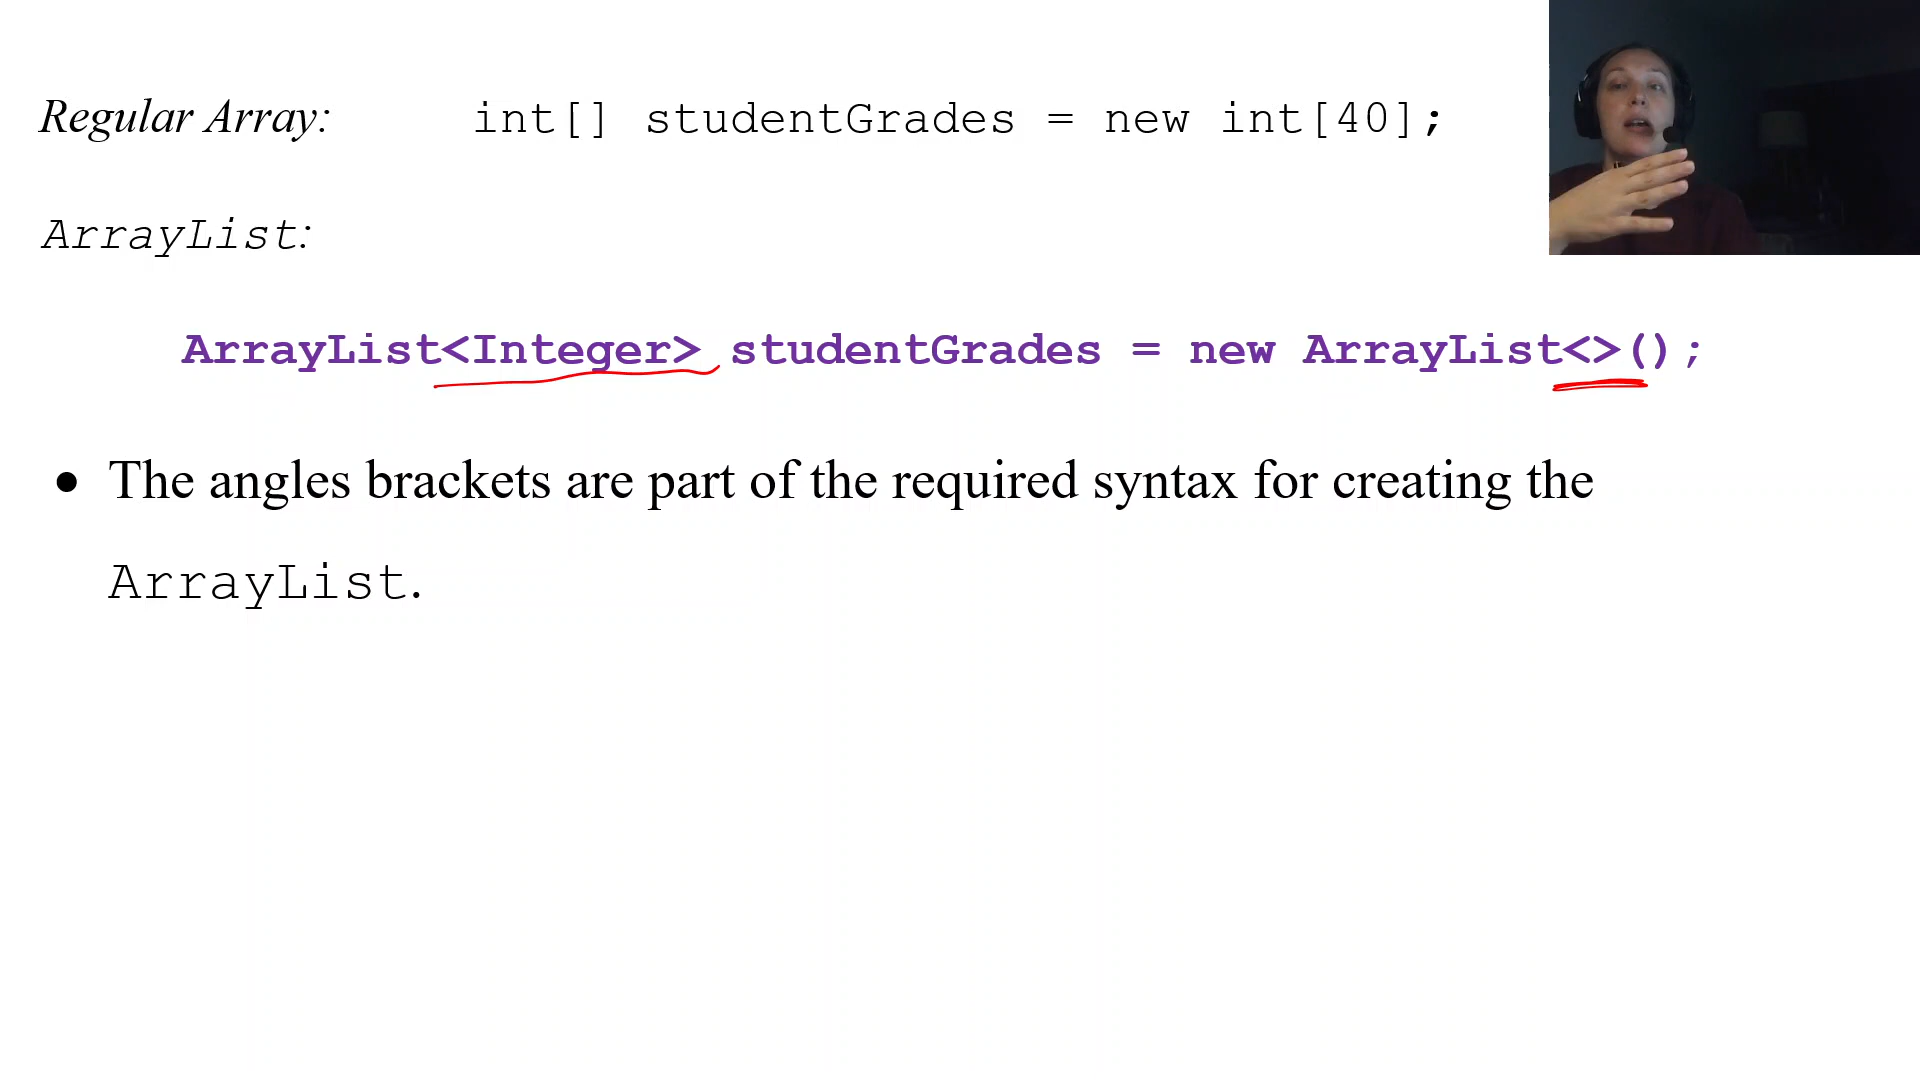 Regular Array: int[] studentGrades = new int[40];
ArrayList:
ArrayList<Integer> studentGrades = new ArrayList<>();
• The angles brackets are part of the required syntax for creating the
ArrayList.